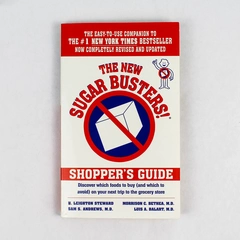 THE EASY-TO-USE COMPANION TO
THE #1 NEW YORK TIMES BESTSELLER
NOW COMPLETELY REVISED AND UPDATED
THE NEW
SUGAR BUSTERS!
SHOPPER'S GUIDE
Discover which foods to buy (and which to
avoid) on your next trip to the grocery store
H. LEIGHTON STEWARD
MORRISON C. BETHEA, M.D.
SAM S. ANDREWS, M.D.
LUIS A. BALART, M.D.